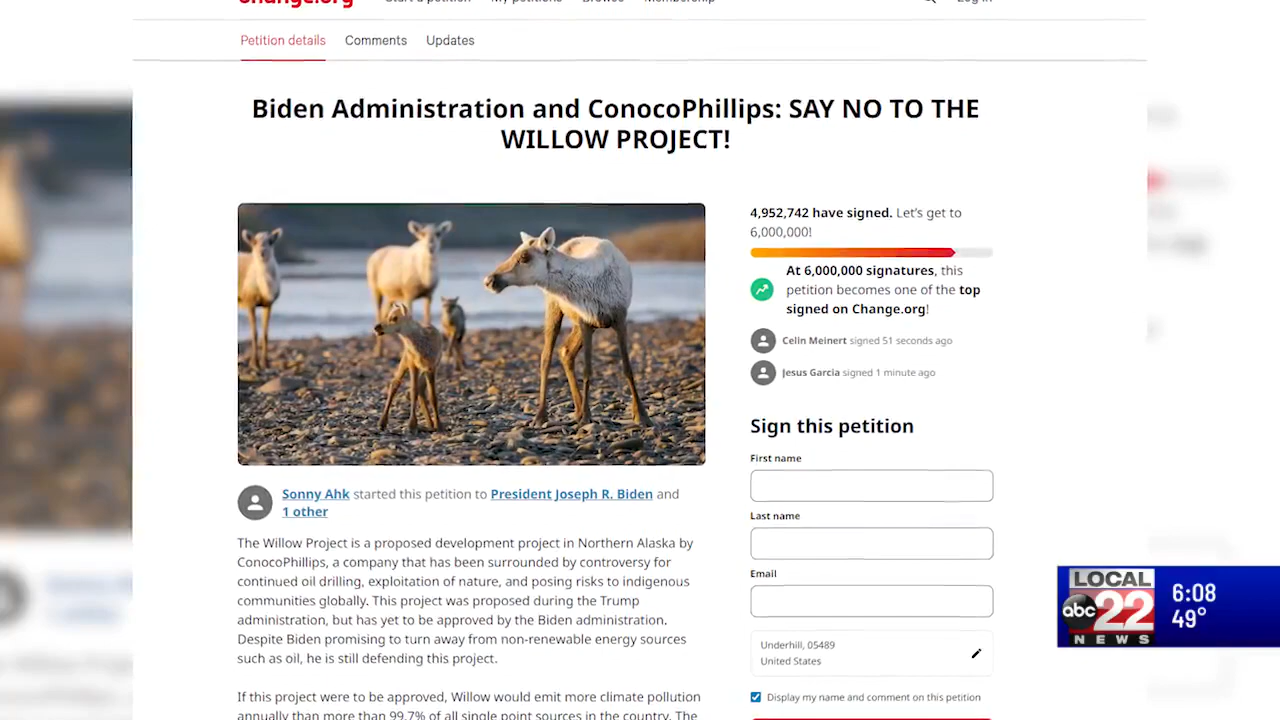 change.org Start a petition My petitions Browse Membership Log in
Petition details Comments Updates
Biden Administration and ConocoPhillips: SAY NO TO THE
WILLOW PROJECT!
4,952,742 have signed. Let's get to
6,000,000!
At 6,000,000 signatures, this
petition becomes one of the top
signed on Change.org!
Celin Meinert signed 51 seconds ago
Jesus Garcia signed 1 minute ago
Sign this petition
First name
Last name
Email
Underhill, 05489
United States
Display my name and comment on this petition
Sonny Ahk started this petition to President Joseph R. Biden and
1 other
The Willow Project is a proposed development project in Northern Alaska by
ConocoPhillips, a company that has been surrounded by controversy for
continued oil drilling, exploitation of nature, and posing risks to indigenous
communities globally. This project was proposed during the Trump
administration, but has yet to be approved by the Biden administration.
Despite Biden promising to turn away from non-renewable energy sources
such as oil, he is still defending this project.
If this project were to be approved, Willow would emit more climate pollution
annually than more than 99.7% of all single point sources in the country. The
LOCAL
abc 22
NEWS
6:08
49°